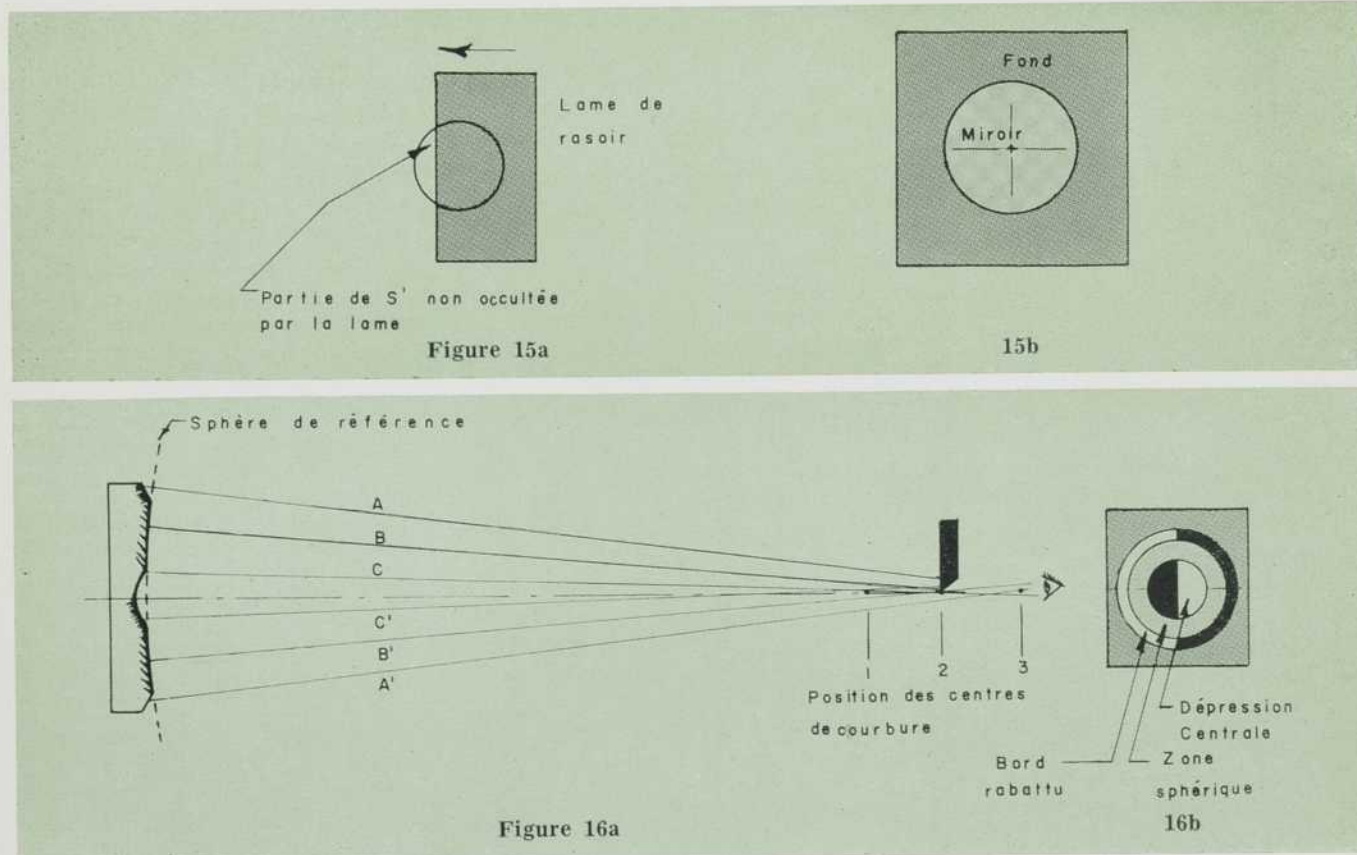 Lame de
rasoir
Partie de S' non occultée
par la lame
Figure 15a
Fond
Miroir
15b
Sphère de référence
A
B
C
C'
B'
A'
1 2 3
Position des centres
de courbure
Figure 16a
Dépression
Centrale
Zone
sphérique
Bord
rabattu
16b